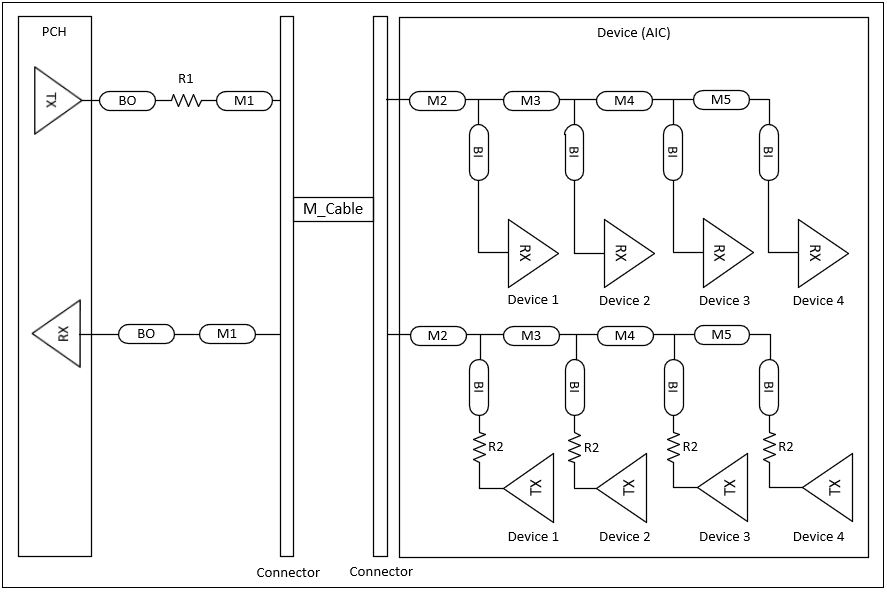 PCH
Device (AIC)
TX
BO
R1
M1
M2
M3
M4
M5
BI
BI
BI
BI
M_Cable
RX
RX
RX
RX
Device 1
Device 2
Device 3
Device 4
RX
BO
M1
M2
M3
M4
M5
BI
BI
BI
BI
R2
R2
R2
R2
TX
TX
TX
TX
Device 1
Device 2
Device 3
Device 4
Connector
Connector